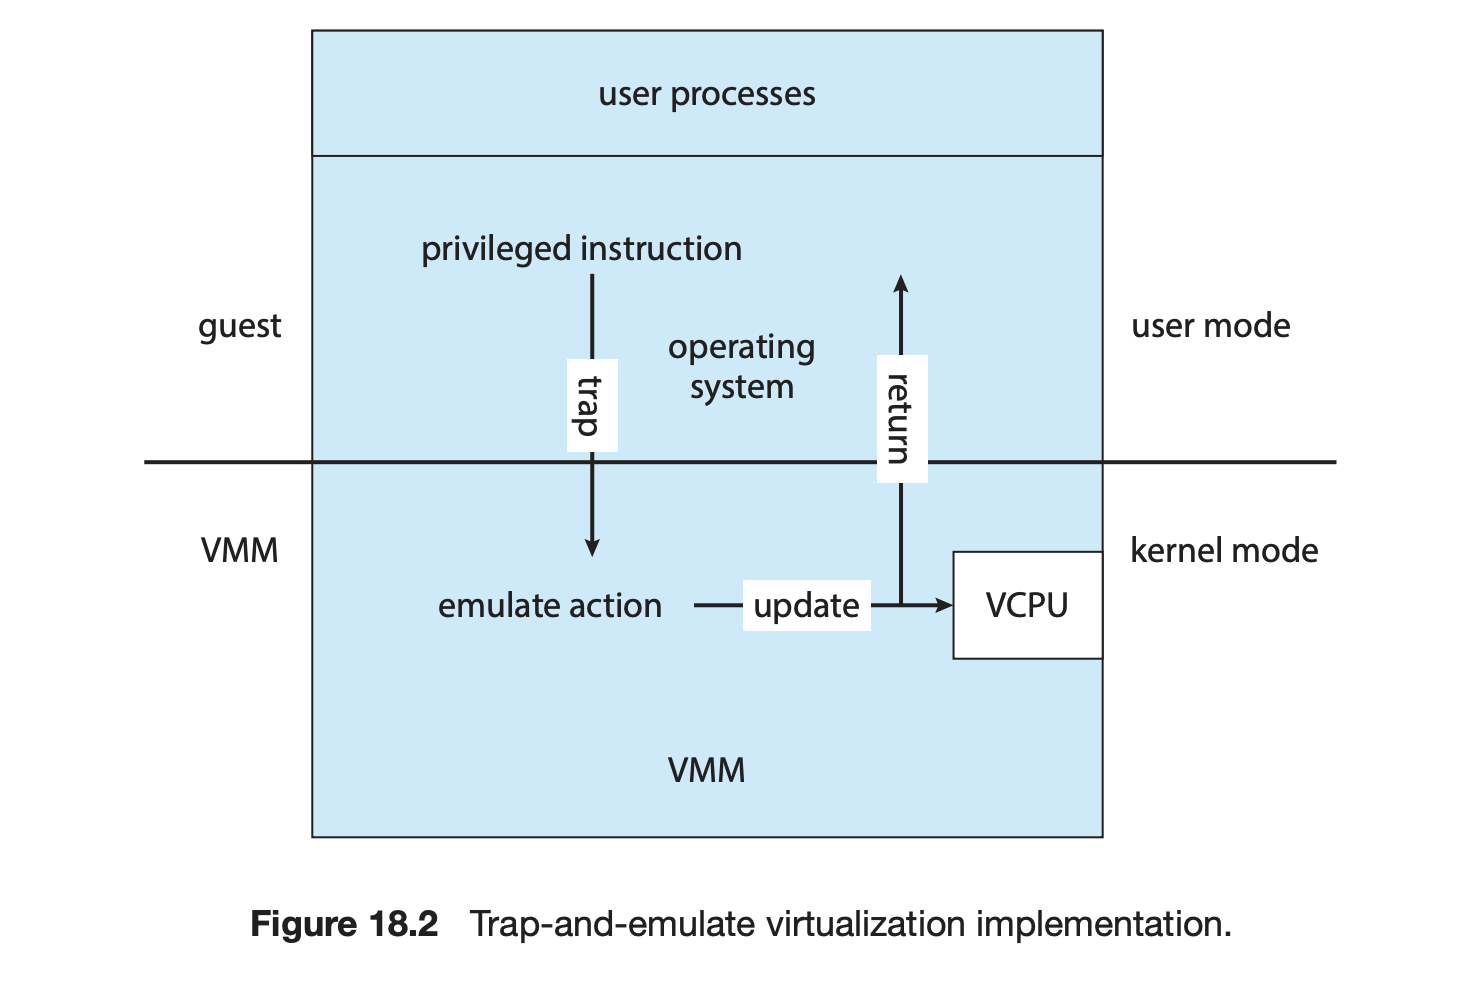 user processes
privileged instruction
guest
operating
system
user mode
trap
return
VMM
kernel mode
emulate action
update
VCPU
VMM
Figure 18.2 Trap-and-emulate virtualization implementation.